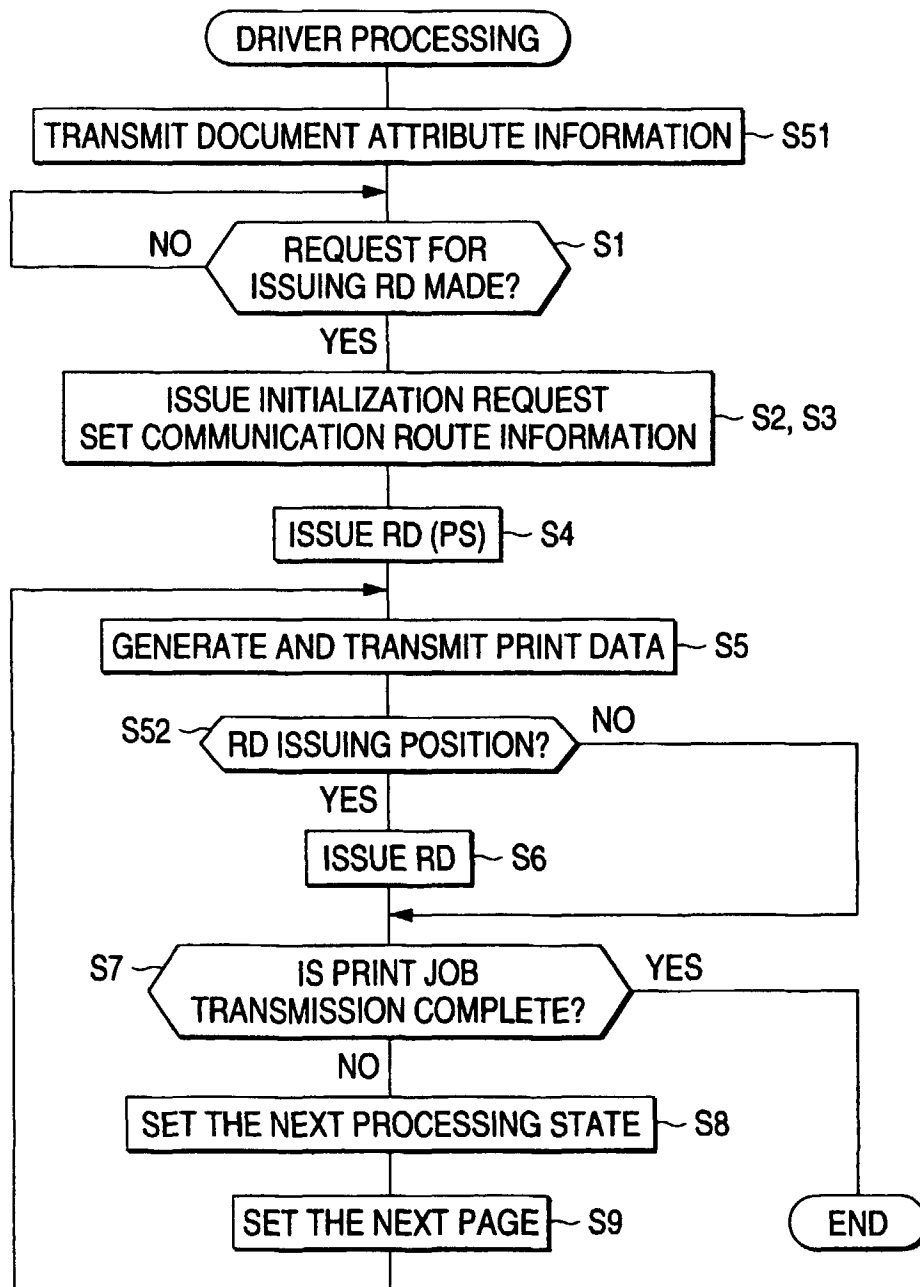 DRIVER PROCESSING
TRANSMIT DOCUMENT ATTRIBUTE INFORMATION
S51
NO
REQUEST FOR
ISSUING RD MADE?
S1
YES
ISSUE INITIALIZATION REQUEST
SET COMMUNICATION ROUTE INFORMATION
S2, S3
ISSUE RD (PS)
S4
GENERATE AND TRANSMIT PRINT DATA
S5
S52
RD ISSUING POSITION?
NO
YES
ISSUE RD
S6
S7
IS PRINT JOB
TRANSMISSION COMPLETE?
YES
NO
SET THE NEXT PROCESSING STATE
S8
SET THE NEXT PAGE
S9
END